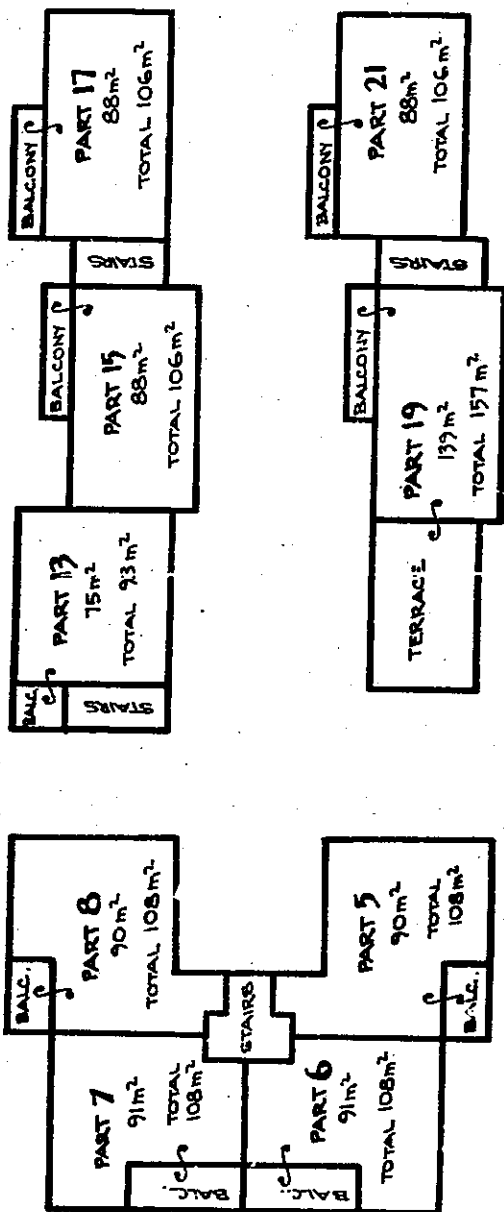 BALC.
PART 7
91m²
TOTAL
108m²
BALC.
PART 8
90m²
TOTAL 108m²
STAIRS
BALC.
PART 6
91m²
TOTAL 108m²
PART 5
90m²
TOTAL
108m²
BALC.
BALC.
STAIRS
PART 13
75m²
TOTAL 93m²
BALCONY
PART 15
88m²
TOTAL 106m²
STAIRS
BALCONY
PART 17
88m²
TOTAL 106m²
TERRACE
BALCONY
PART 19
139m²
TOTAL 157m²
STAIRS
BALCONY
PART 21
88m²
TOTAL 106m²